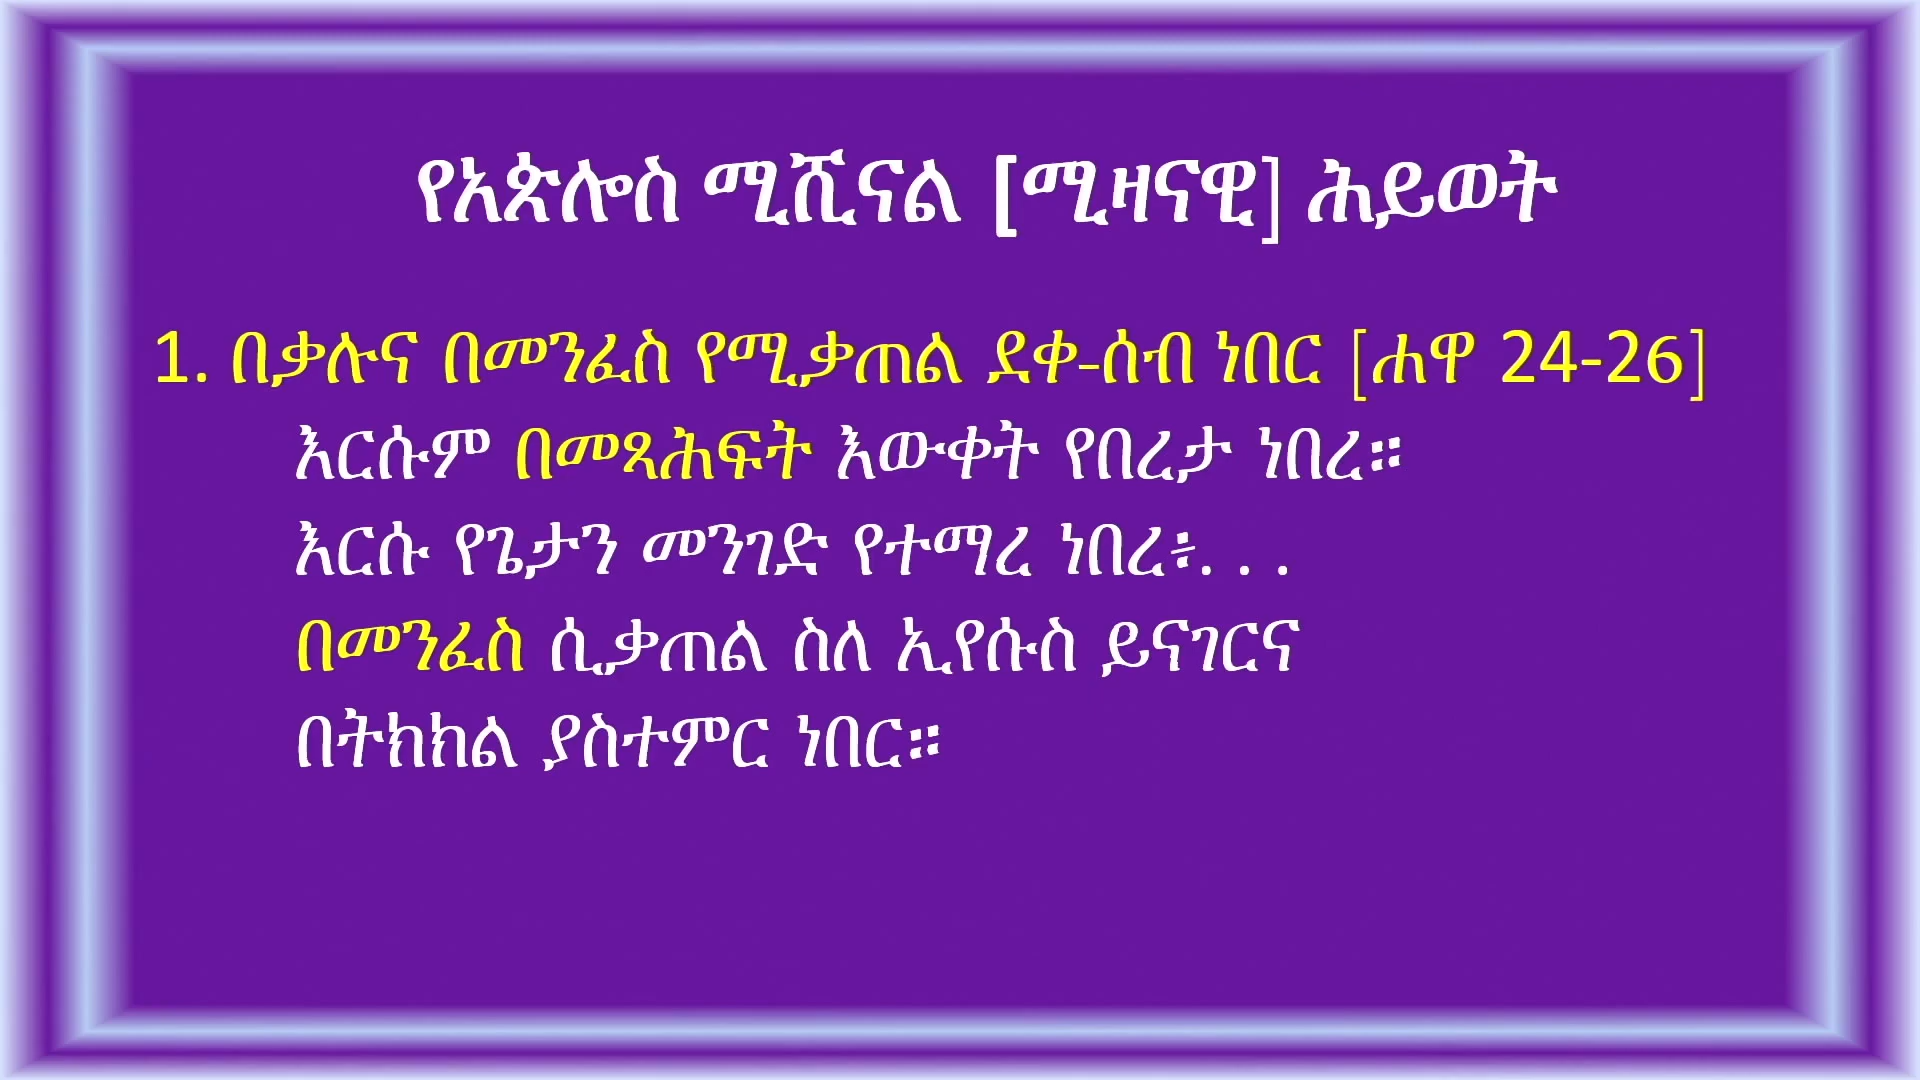 የአጵሎስ ሚሺናል [ሚዛናዊ] ሕይወት
1. በቃሉና በመንፈስ የሚቃጠል ደቀ-ሰብ ነበር [ሐዋ 24-26]
እርሱም በመጻሕፍት እውቀት የበረታ ነበረ።
እርሱ የጌታን መንገድ የተማረ ነበረ፥. . .
በመንፈስ ሲቃጠል ስለ ኢየሱስ ይናገርና
በትክክል ያስተምር ነበር።